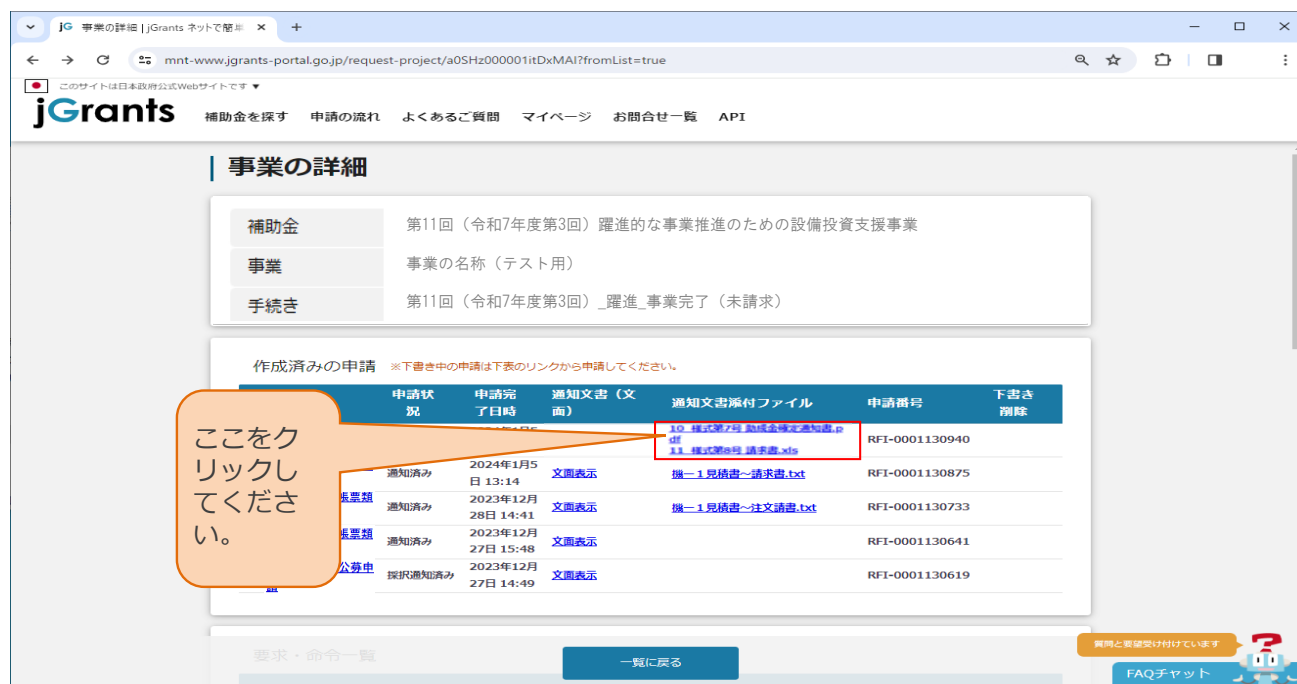 jG 事業の詳細 | jGrants ネットで簡単
mnt-www.jgrants-portal.go.jp/request-project/a0SHz000001itDxMAI?fromList=true
このサイトは日本政府公式Webサイトです ▼
jGrants 補助金を探す 申請の流れ よくあるご質問 マイページ お問合せ一覧 API
事業の詳細
補助金 第11回（令和7年度第3回）躍進的な事業推進のための設備投資支援事業
事業 事業の名称（テスト用）
手続き 第11回（令和7年度第3回）_躍進_事業完了（未請求）
作成済みの申請 ※下書き中の申請は下表のリンクから申請してください。
申請状況 申請完了日時 通知文書（文面） 通知文書添付ファイル 申請番号 下書き削除
ここをクリックしてください。
10_様式第7号 助成金確定通知書.pdf
11_様式第8号 請求書.xls
RFI-0001130940
通知済み 2024年1月5日 13:14 文面表示 機ー1見積書～請求書.txt RFI-0001130875
帳票類 通知済み 2023年12月28日 14:41 文面表示 機ー1見積書～注文請書.txt RFI-0001130733
帳票類 通知済み 2023年12月27日 15:48 文面表示 RFI-0001130641
公募申 採択通知済み 2023年12月27日 14:49 文面表示 RFI-0001130619
要求・命令一覧
一覧に戻る
質問と要望受け付けています
FAQチャット